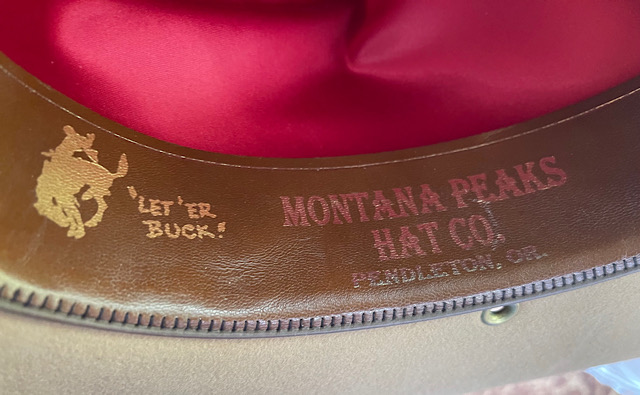 'LET 'ER
BUCK!
MONTANA PEAKS
HAT CO.
PENDLETON, OR.